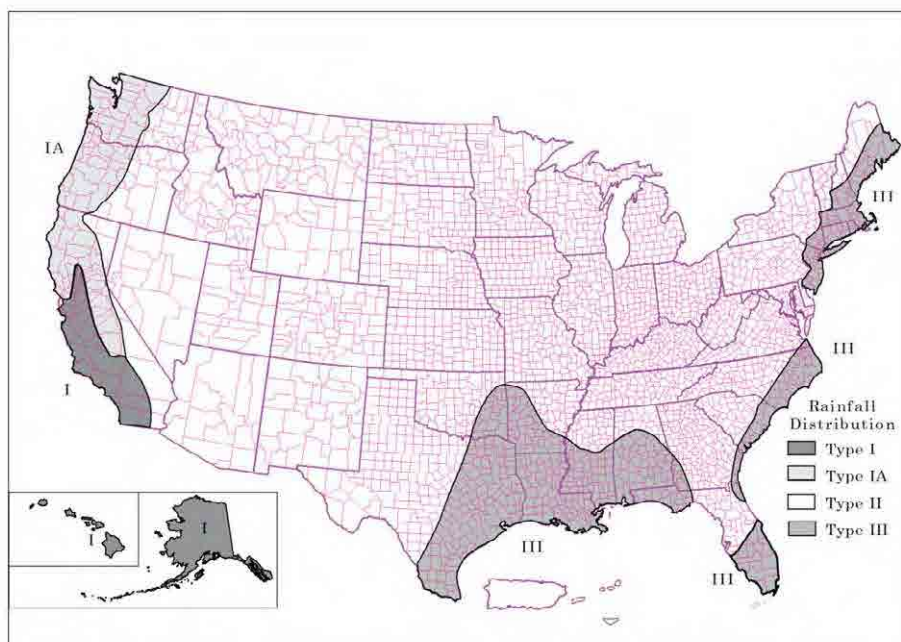 IA
III
III
I
Rainfall
Distribution
Type I
Type IA
Type II
Type III
I
I
III
III